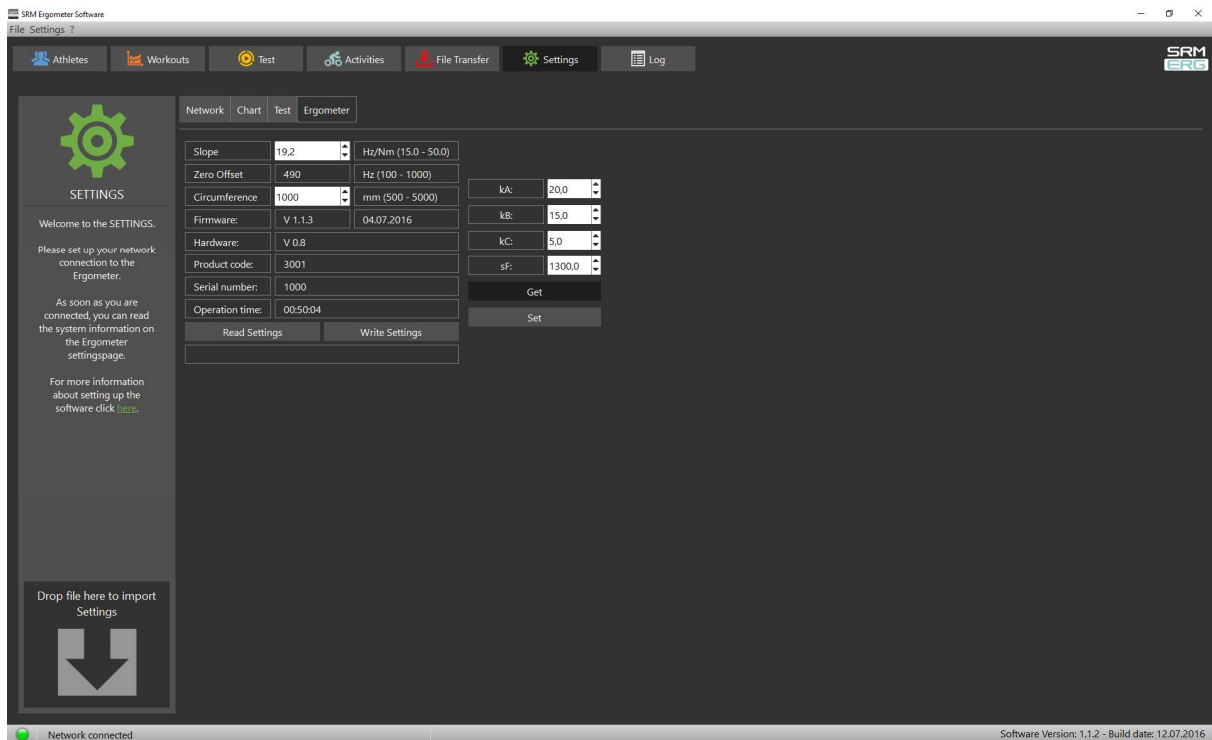 SRM Ergometer Software
File Settings ?
Athletes Workouts Test Activities File Transfer Settings Log
SRM
ERG
Network Chart Test Ergometer
SETTINGS
Welcome to the SETTINGS.
Please set up your network
connection to the
Ergometer.
As soon as you are
connected, you can read
the system information on
the Ergometer
settingspage.
For more information
about setting up the
software click here.
Drop file here to import
Settings
Slope 19,2 Hz/Nm (15.0 - 50.0)
Zero Offset 490 Hz (100 - 1000)
Circumference 1000 mm (500 - 5000)
Firmware: V 1.1.3 04.07.2016
Hardware: V 0.8
Product code: 3001
Serial number: 1000
Operation time: 00:50:04
Read Settings Write Settings
kA: 20,0
kB: 15,0
kC: 5,0
sF: 1300,0
Get
Set
Network connected
Software Version: 1.1.2 - Build date: 12.07.2016